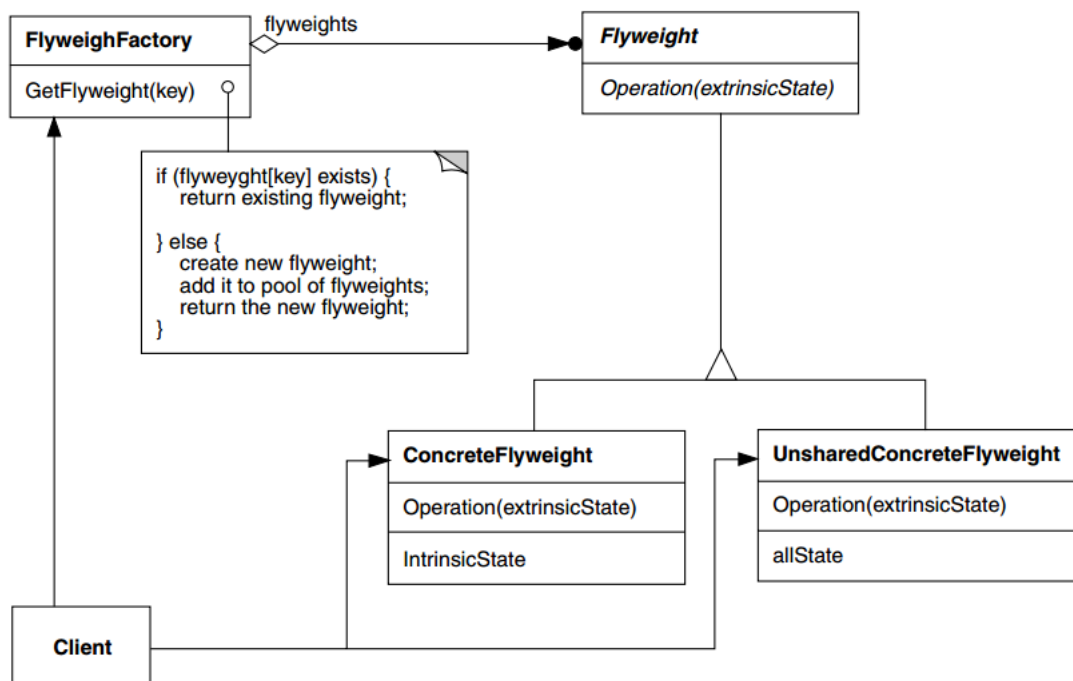 flyweights
FlyweighFactory
GetFlyweight(key)
Flyweight
Operation(extrinsicState)
if (flyweyght[key] exists) {
return existing flyweight;
} else {
create new flyweight;
add it to pool of flyweights;
return the new flyweight;
}
ConcreteFlyweight
Operation(extrinsicState)
IntrinsicState
UnsharedConcreteFlyweight
Operation(extrinsicState)
allState
Client